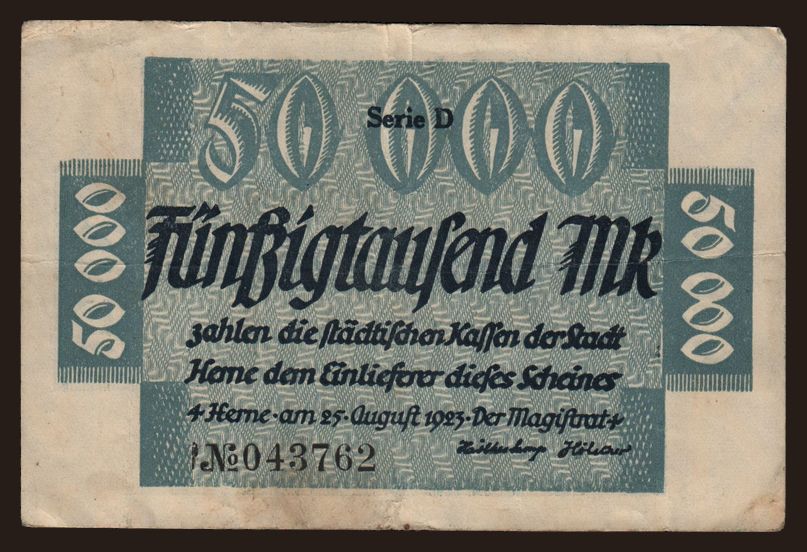 50 000
Serie D
50 000
Fünfzigtausend Mk
50 000
zahlen die städtischen Kassen der Stadt
Herne dem Einlieferer dieses Scheines
Herne · am 25. August 1923 · Der Magistrat
№ 043762